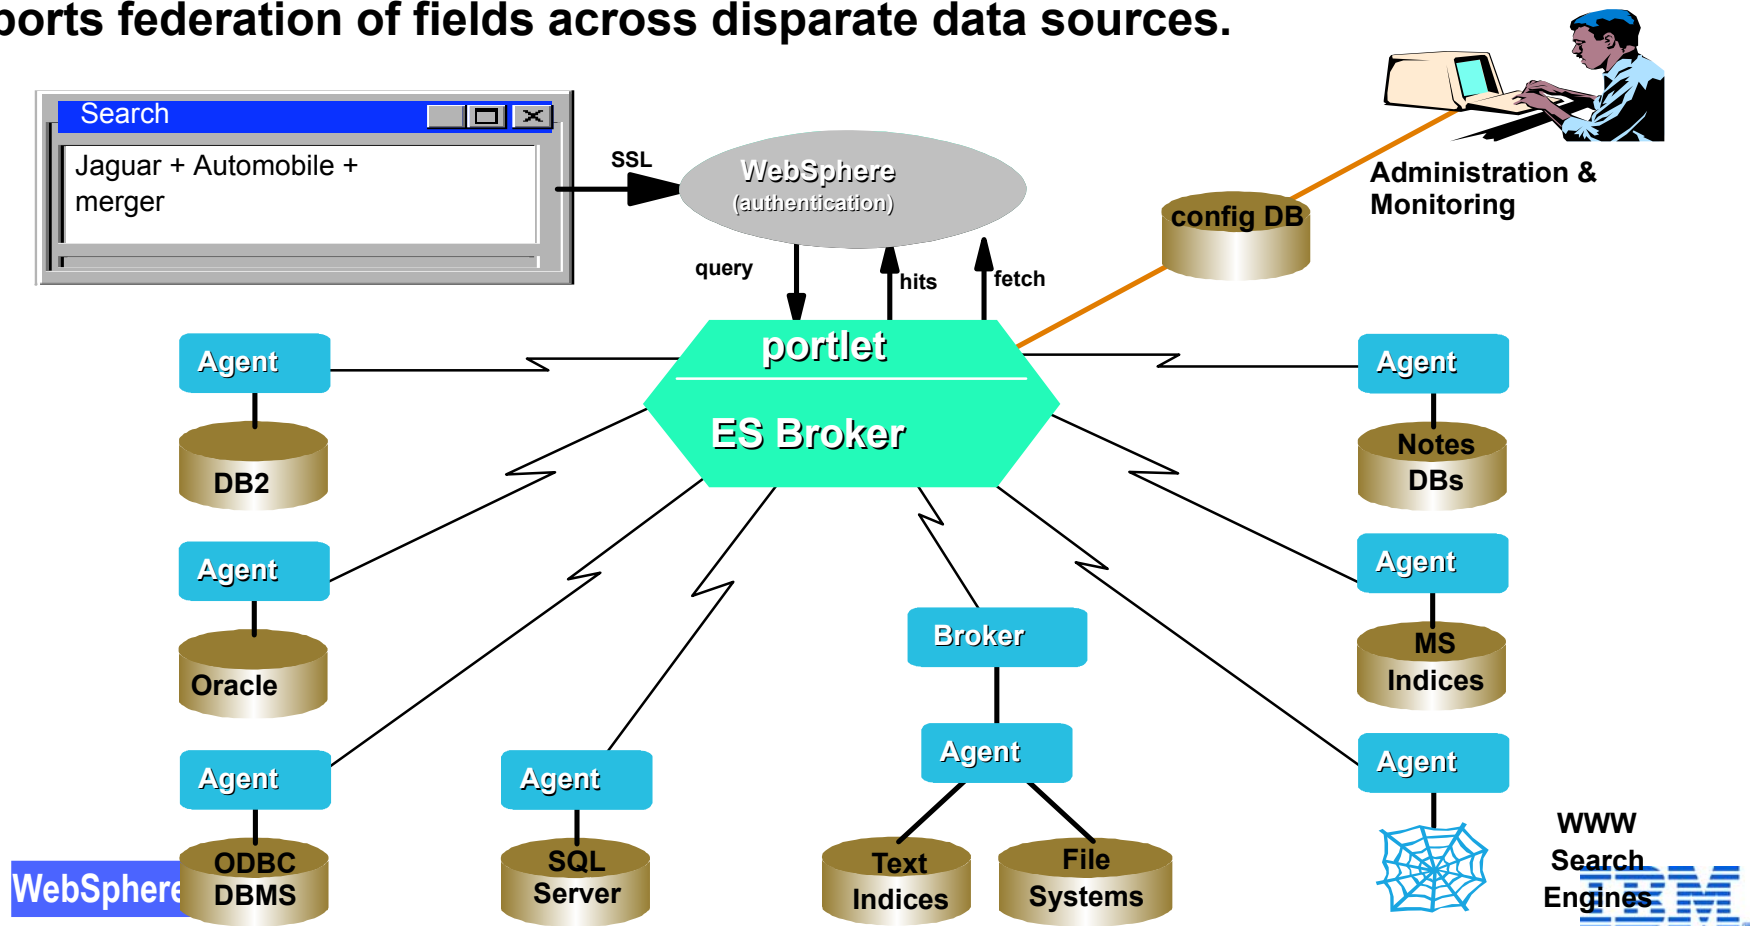 ports federation of fields across disparate data sources.
Search
Jaguar + Automobile +
merger
SSL
WebSphere
(authentication)
Administration &
Monitoring
config DB
query
hits
fetch
portlet
ES Broker
Agent
DB2
Agent
Notes
DBs
Agent
Oracle
Agent
MS
Indices
Broker
Agent
Agent
ODBC
DBMS
Agent
SQL
Server
Text
Indices
File
Systems
Agent
WWW
Search
Engines
WebSphere
IBM